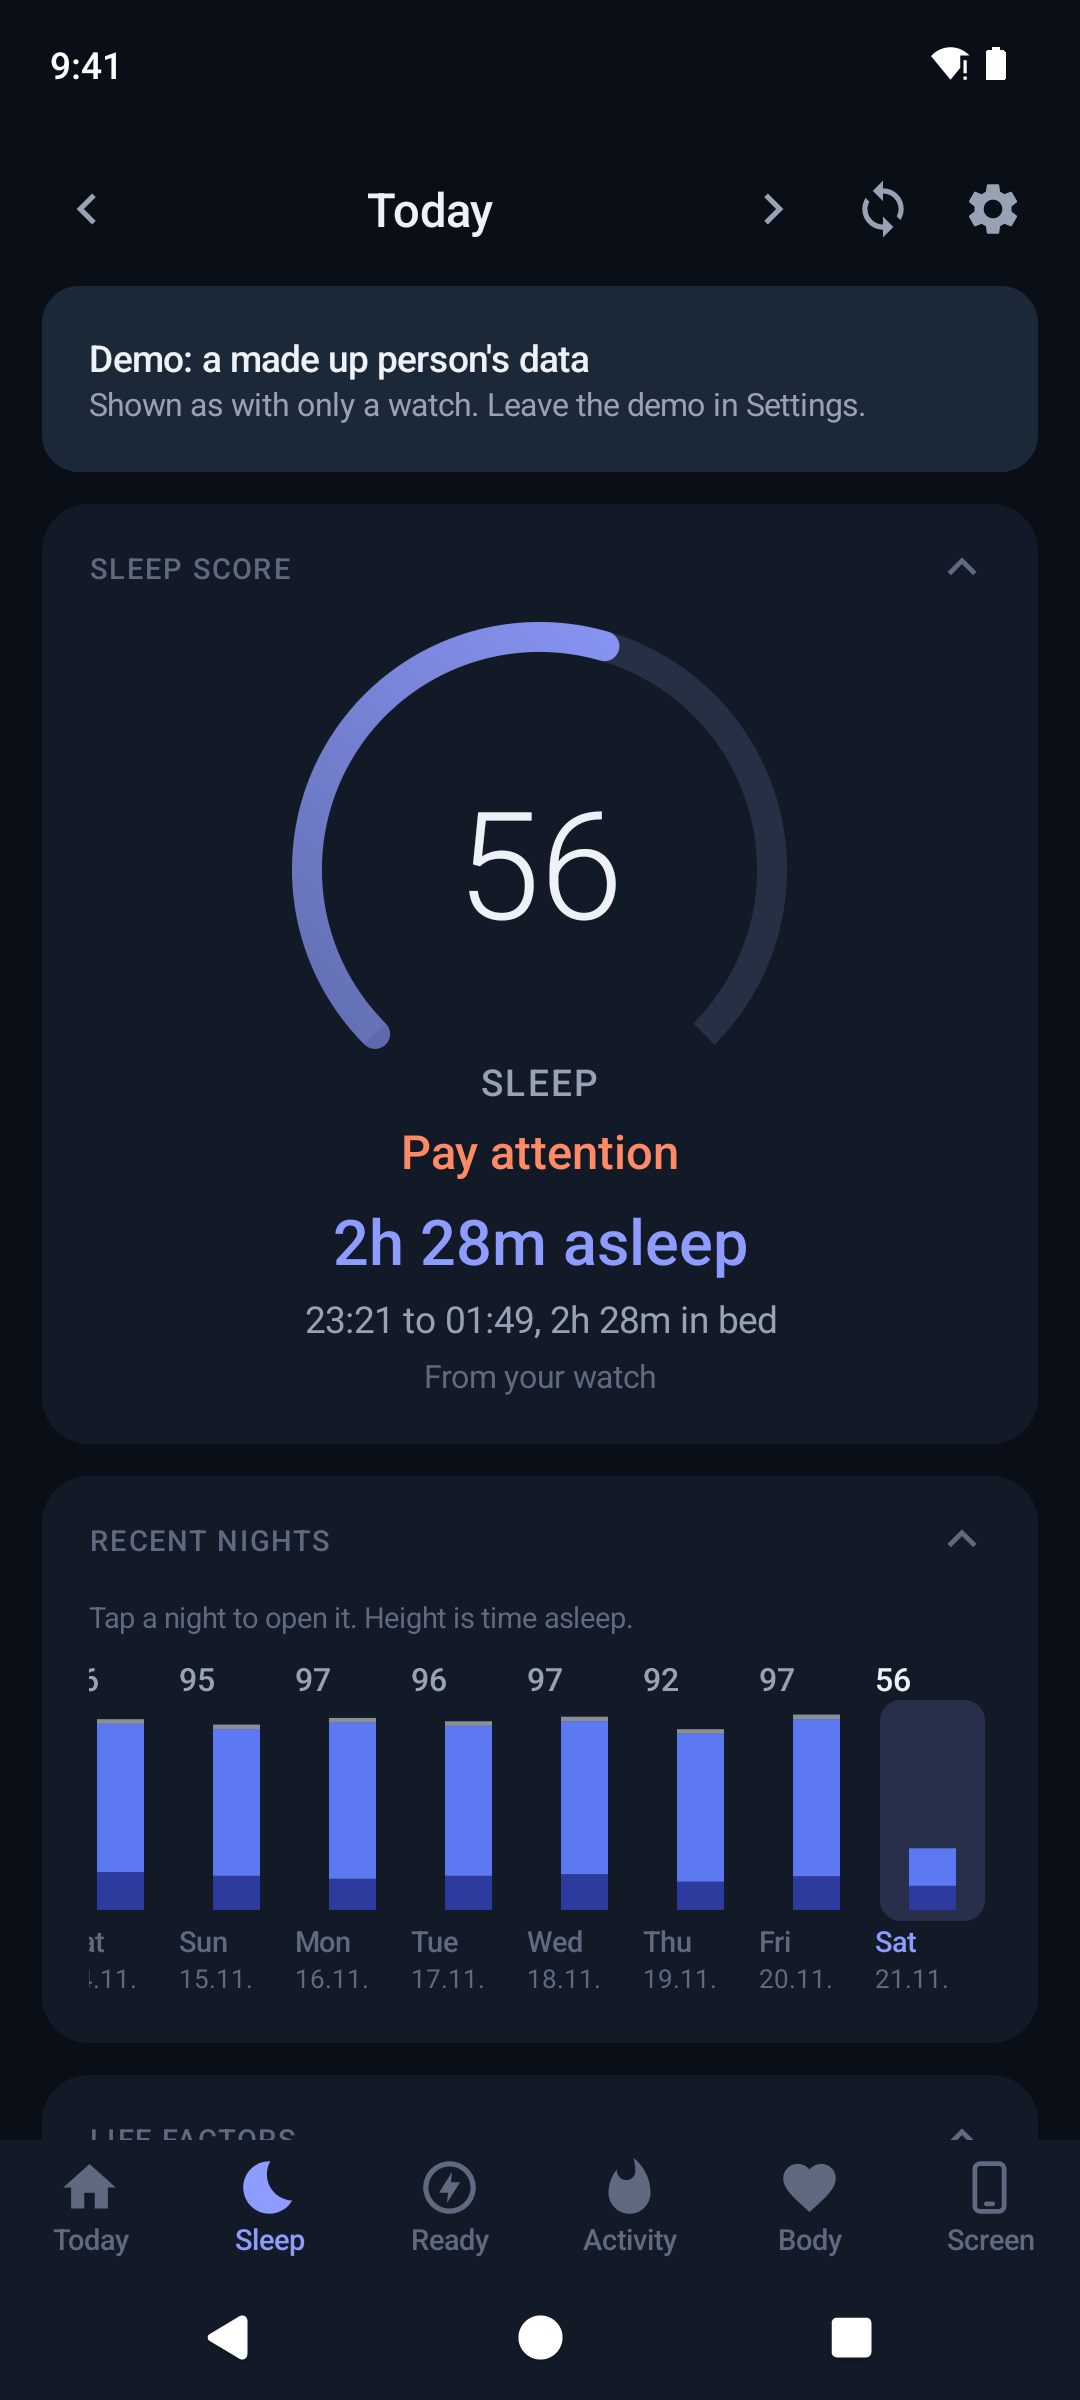 9:41
Today
Demo: a made up person's data
Shown as with only a watch. Leave the demo in Settings.
SLEEP SCORE
56
SLEEP
Pay attention
2h 28m asleep
23:21 to 01:49, 2h 28m in bed
From your watch
RECENT NIGHTS
Tap a night to open it. Height is time asleep.
95 97 96 97 92 97 56
Sun Mon Tue Wed Thu Fri Sat
15.11. 16.11. 17.11. 18.11. 19.11. 20.11. 21.11.
LIFE FACTORS
Today Sleep Ready Activity Body Screen